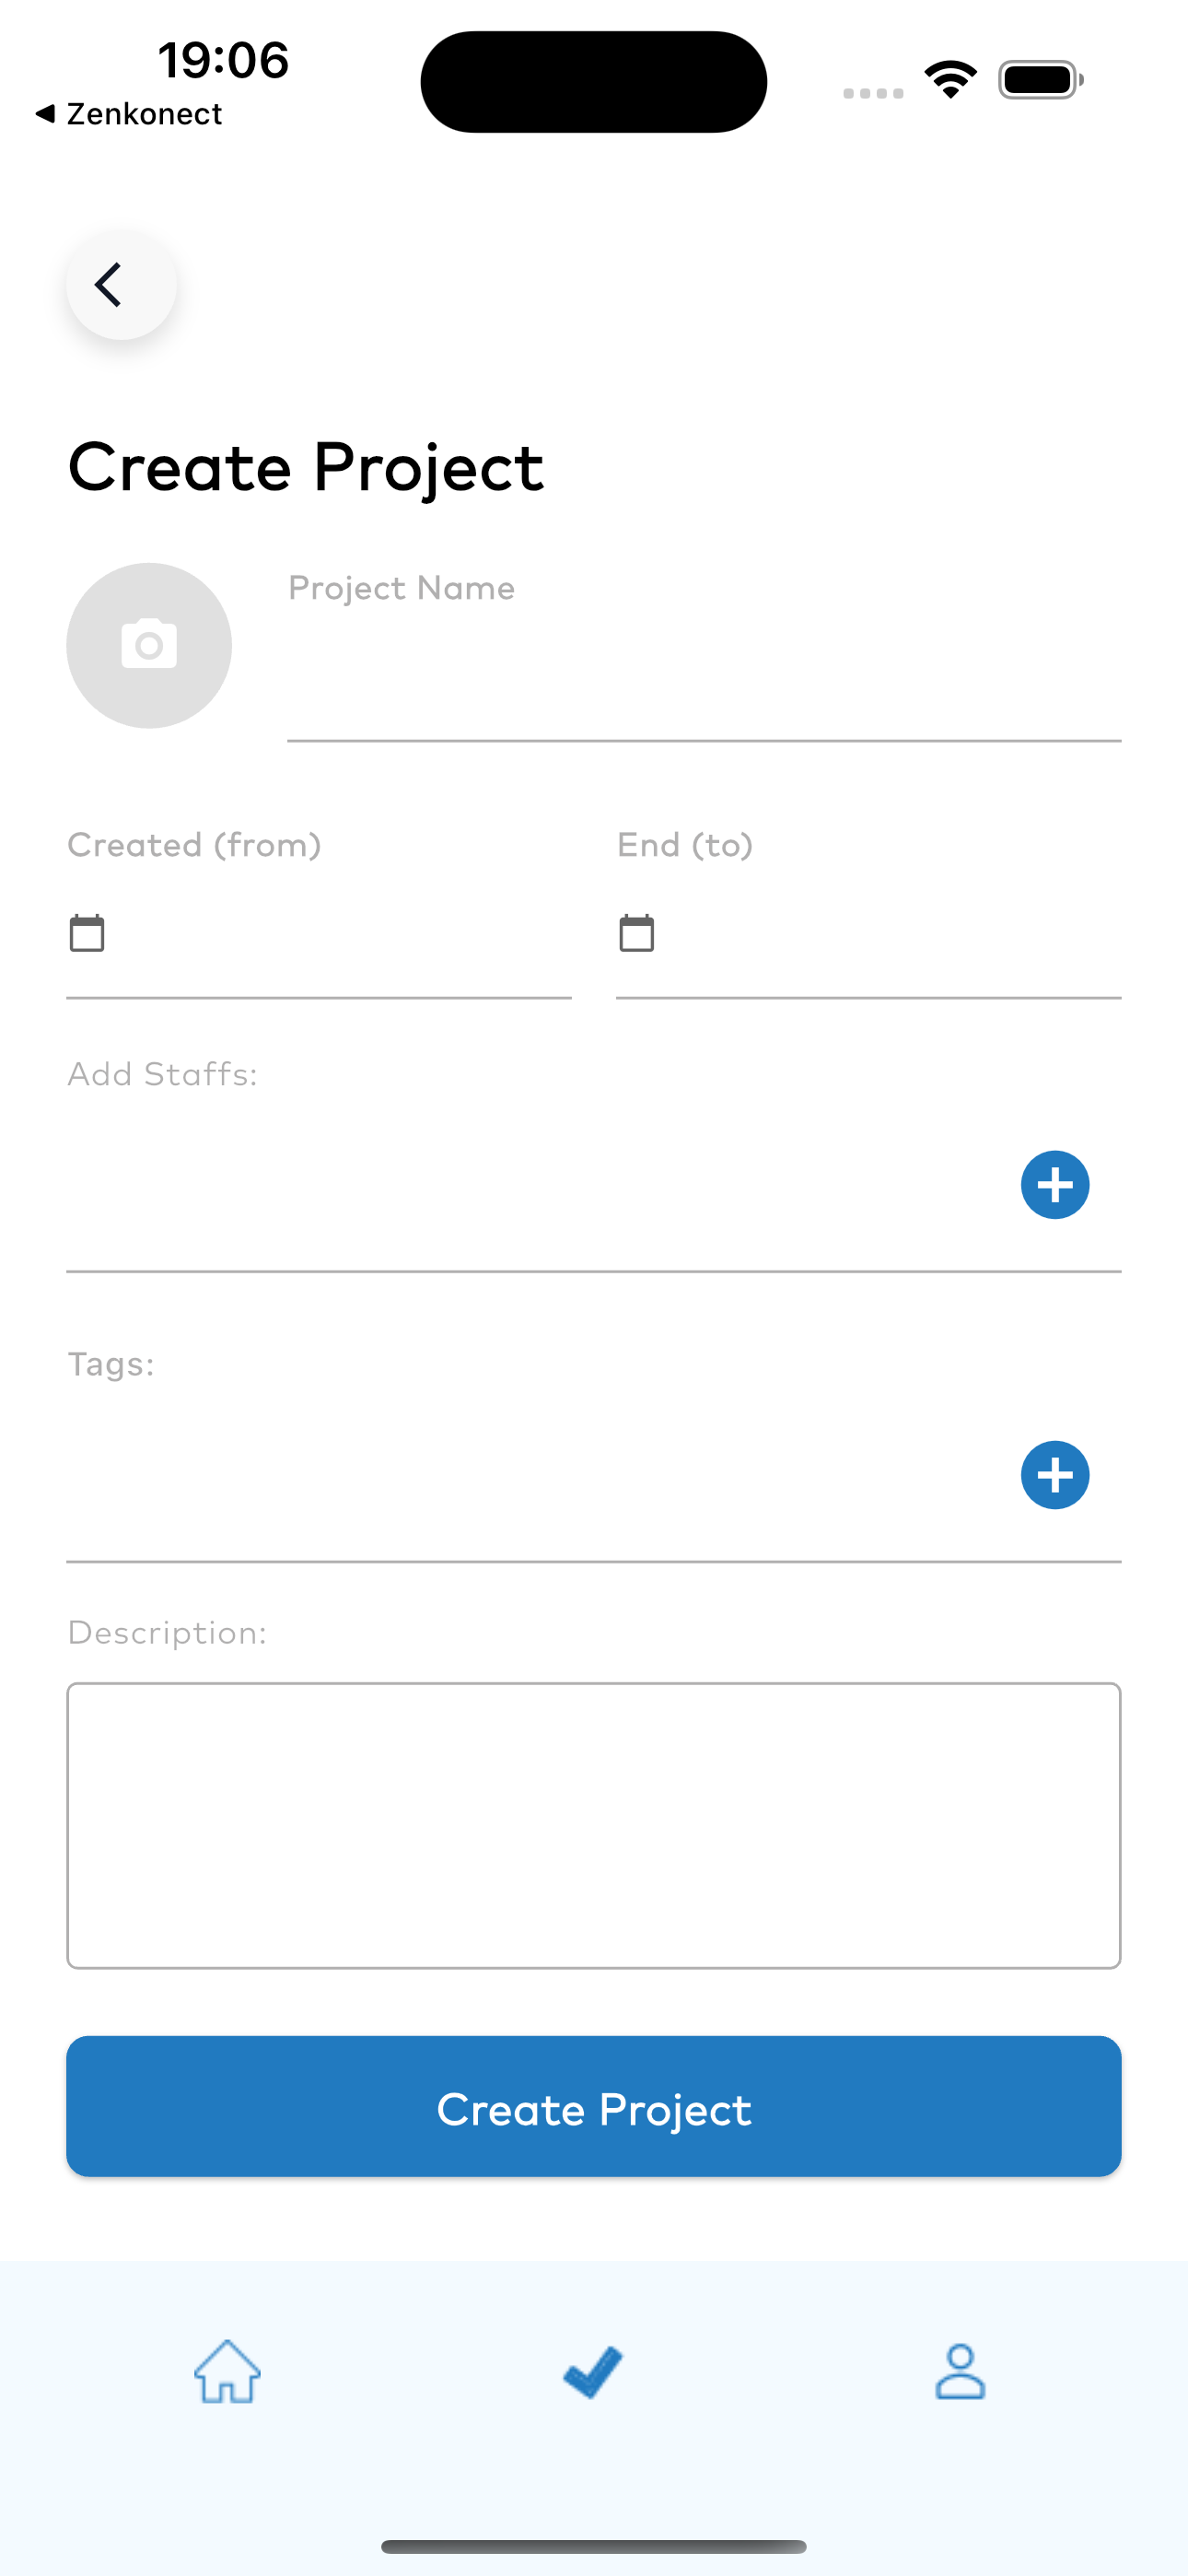 19:06
◀ Zenkonect
Create Project
Project Name
Created (from) End (to)
Add Staffs:
Tags:
Description:
Create Project